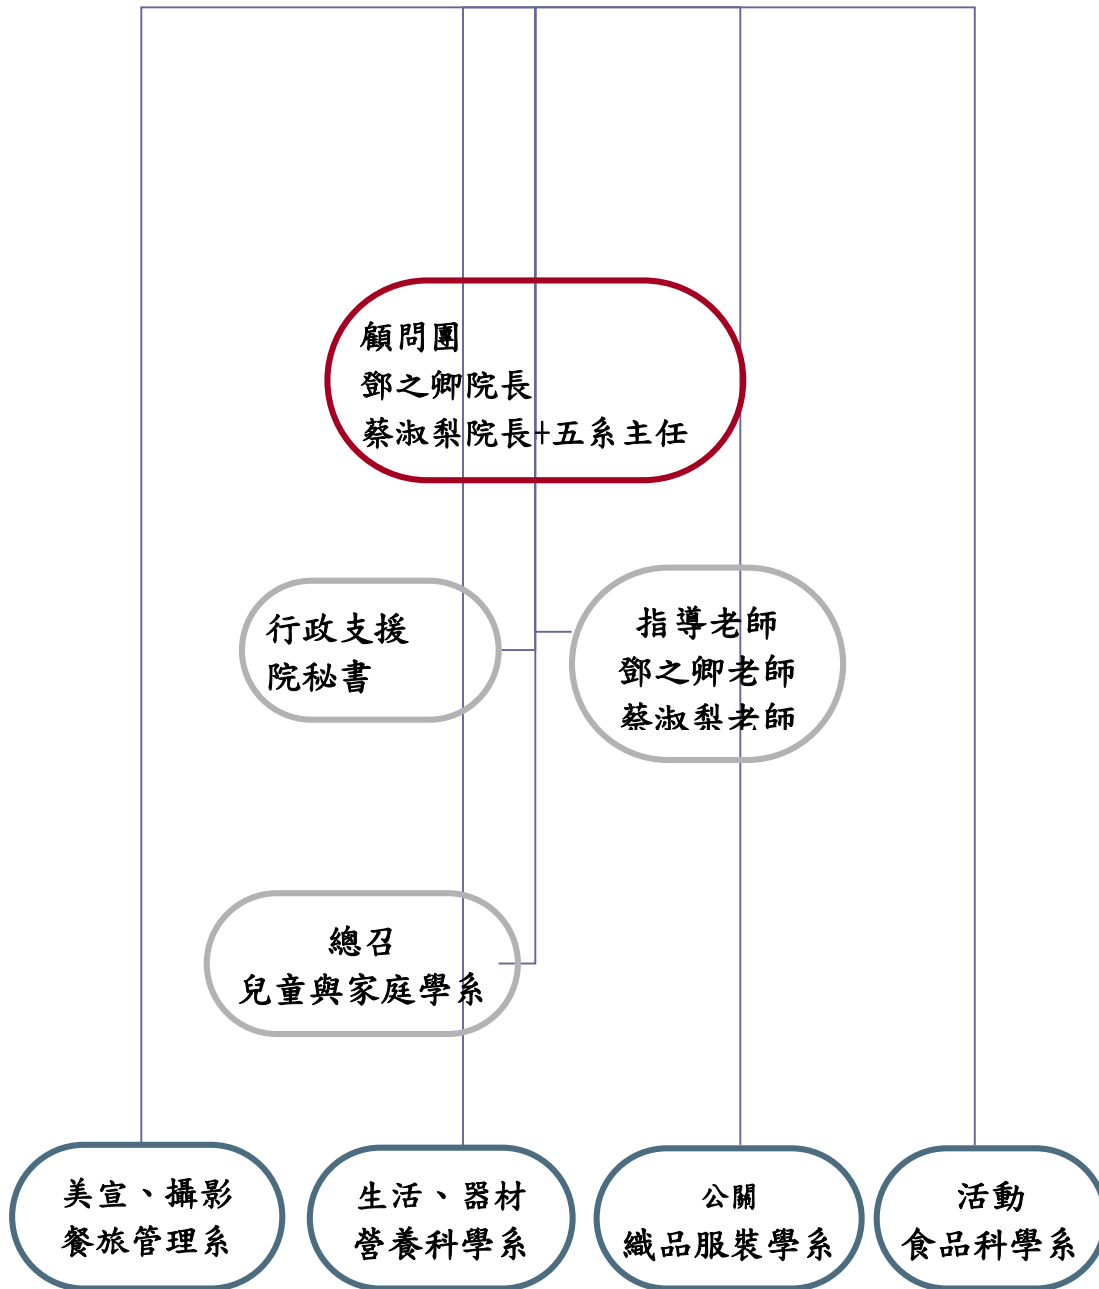 顧問團
鄧之卿院長
蔡淑梨院長+五系主任
行政支援
院秘書
指導老師
鄧之卿老師
蔡淑梨老師
總召
兒童與家庭學系
美宣、攝影
餐旅管理系
生活、器材
營養科學系
公關
織品服裝學系
活動
食品科學系